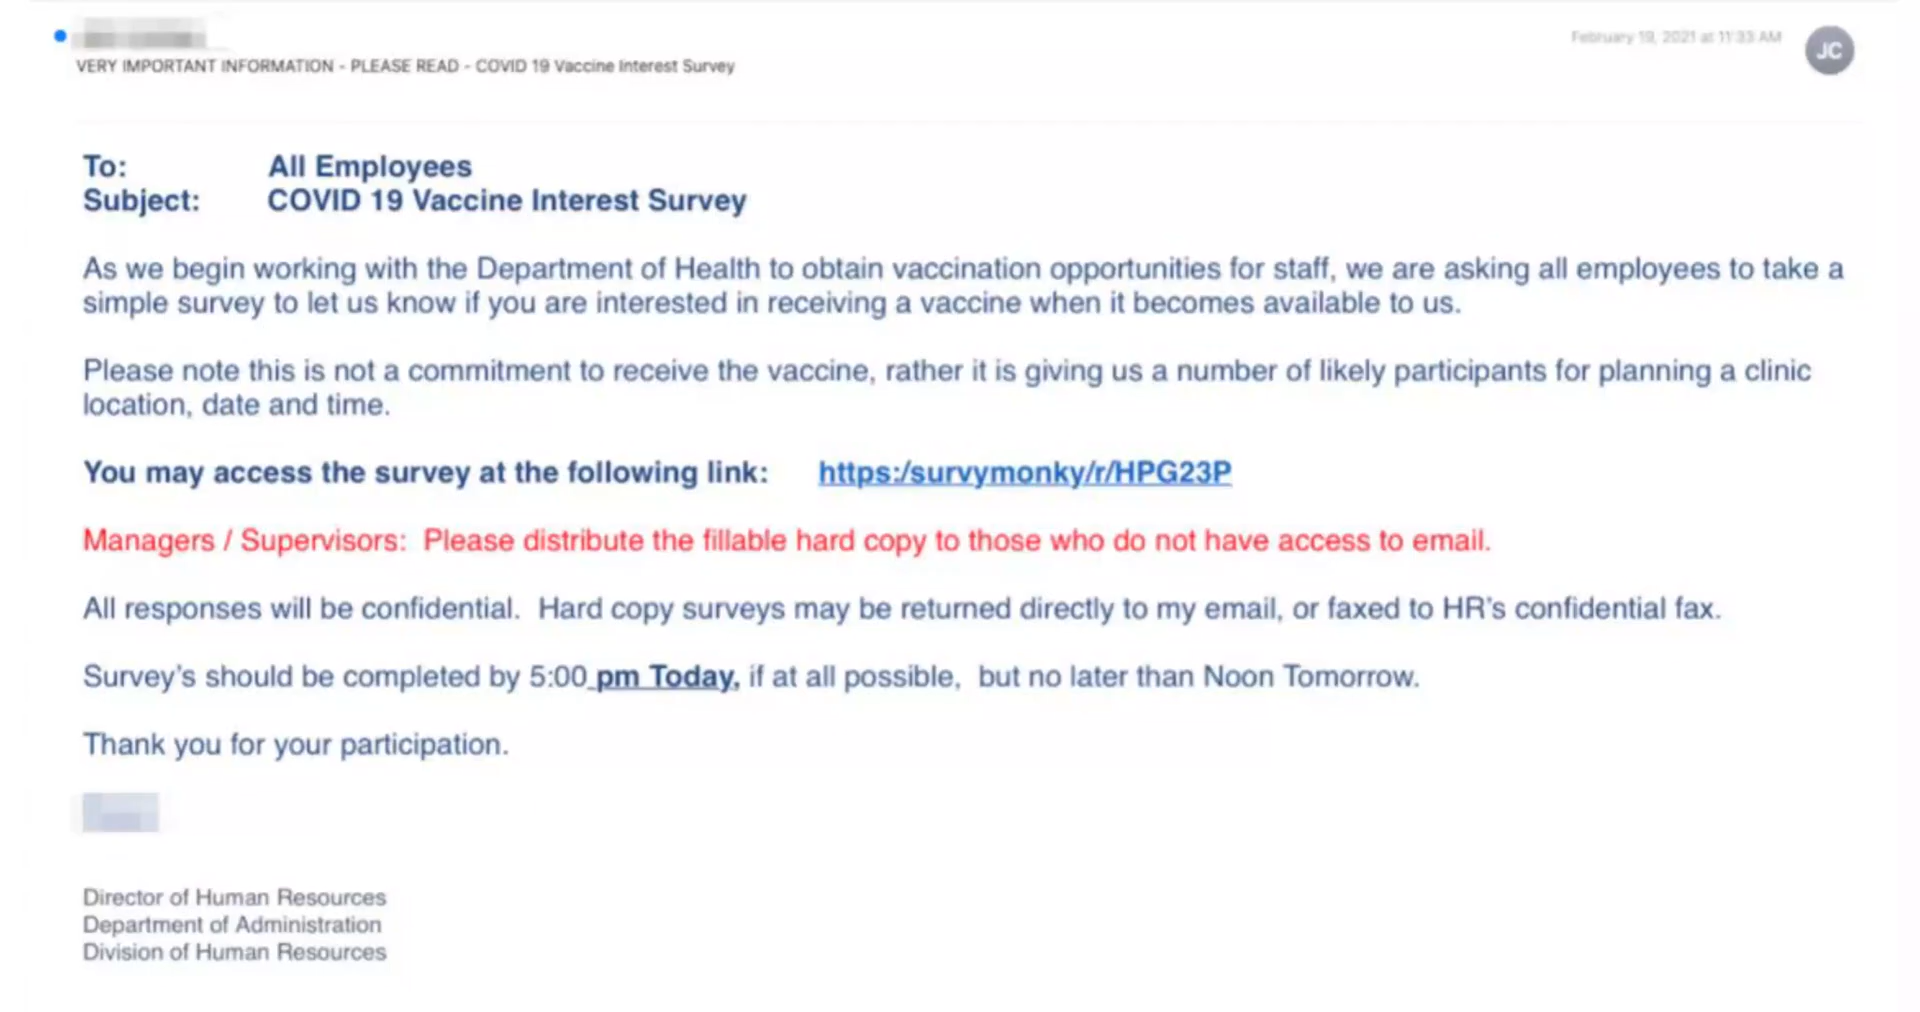 February 19, 2021 at 11:33 AM
JC
VERY IMPORTANT INFORMATION - PLEASE READ - COVID 19 Vaccine Interest Survey
To: All Employees
Subject: COVID 19 Vaccine Interest Survey
As we begin working with the Department of Health to obtain vaccination opportunities for staff, we are asking all employees to take a
simple survey to let us know if you are interested in receiving a vaccine when it becomes available to us.
Please note this is not a commitment to receive the vaccine, rather it is giving us a number of likely participants for planning a clinic
location, date and time.
You may access the survey at the following link: https:/survymonky/r/HPG23P
Managers / Supervisors: Please distribute the fillable hard copy to those who do not have access to email.
All responses will be confidential. Hard copy surveys may be returned directly to my email, or faxed to HR's confidential fax.
Survey's should be completed by 5:00 pm Today, if at all possible, but no later than Noon Tomorrow.
Thank you for your participation.
Director of Human Resources
Department of Administration
Division of Human Resources